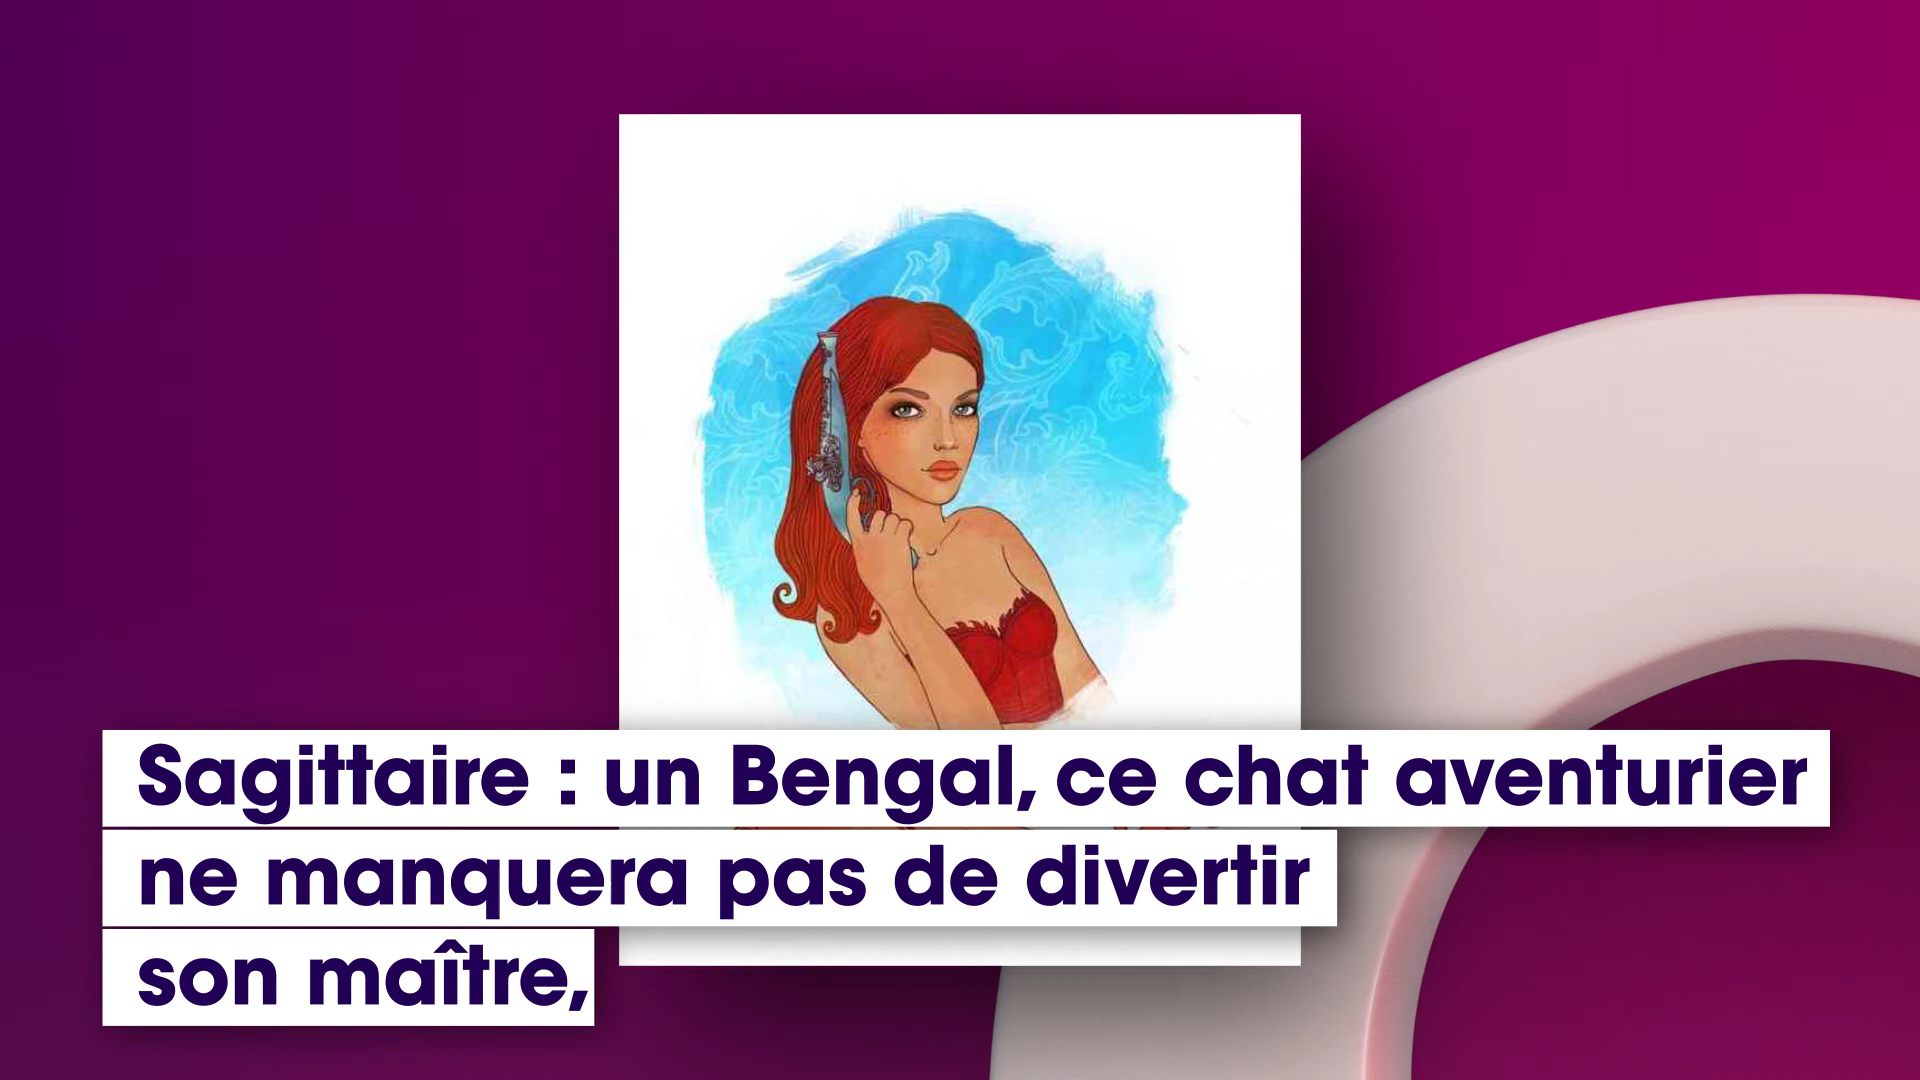 Sagittaire : un Bengal, ce chat aventurier
ne manquera pas de divertir
son maître,